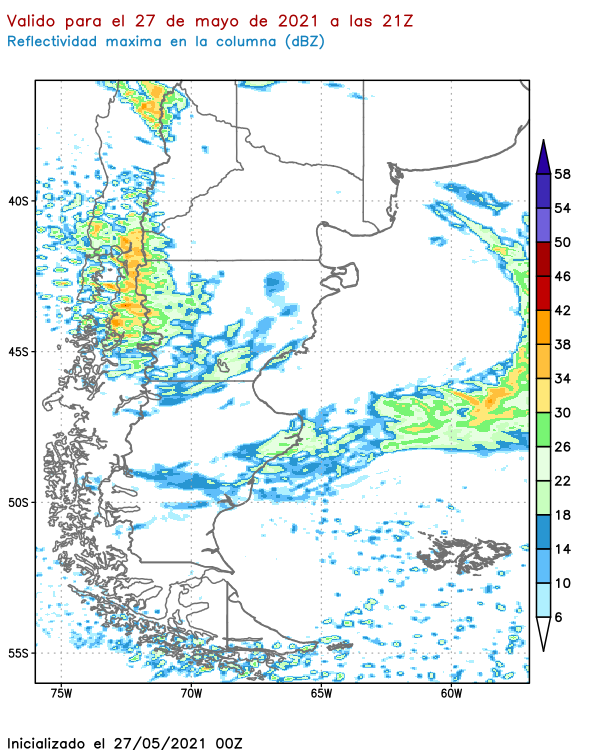 Valido para el 27 de mayo de 2021 a las 21Z
Reflectividad maxima en la columna (dBZ)
40S
45S
50S
55S
75W
70W
65W
60W
58
54
50
46
42
38
34
30
26
22
18
14
10
6
Inicializado el 27/05/2021 00Z